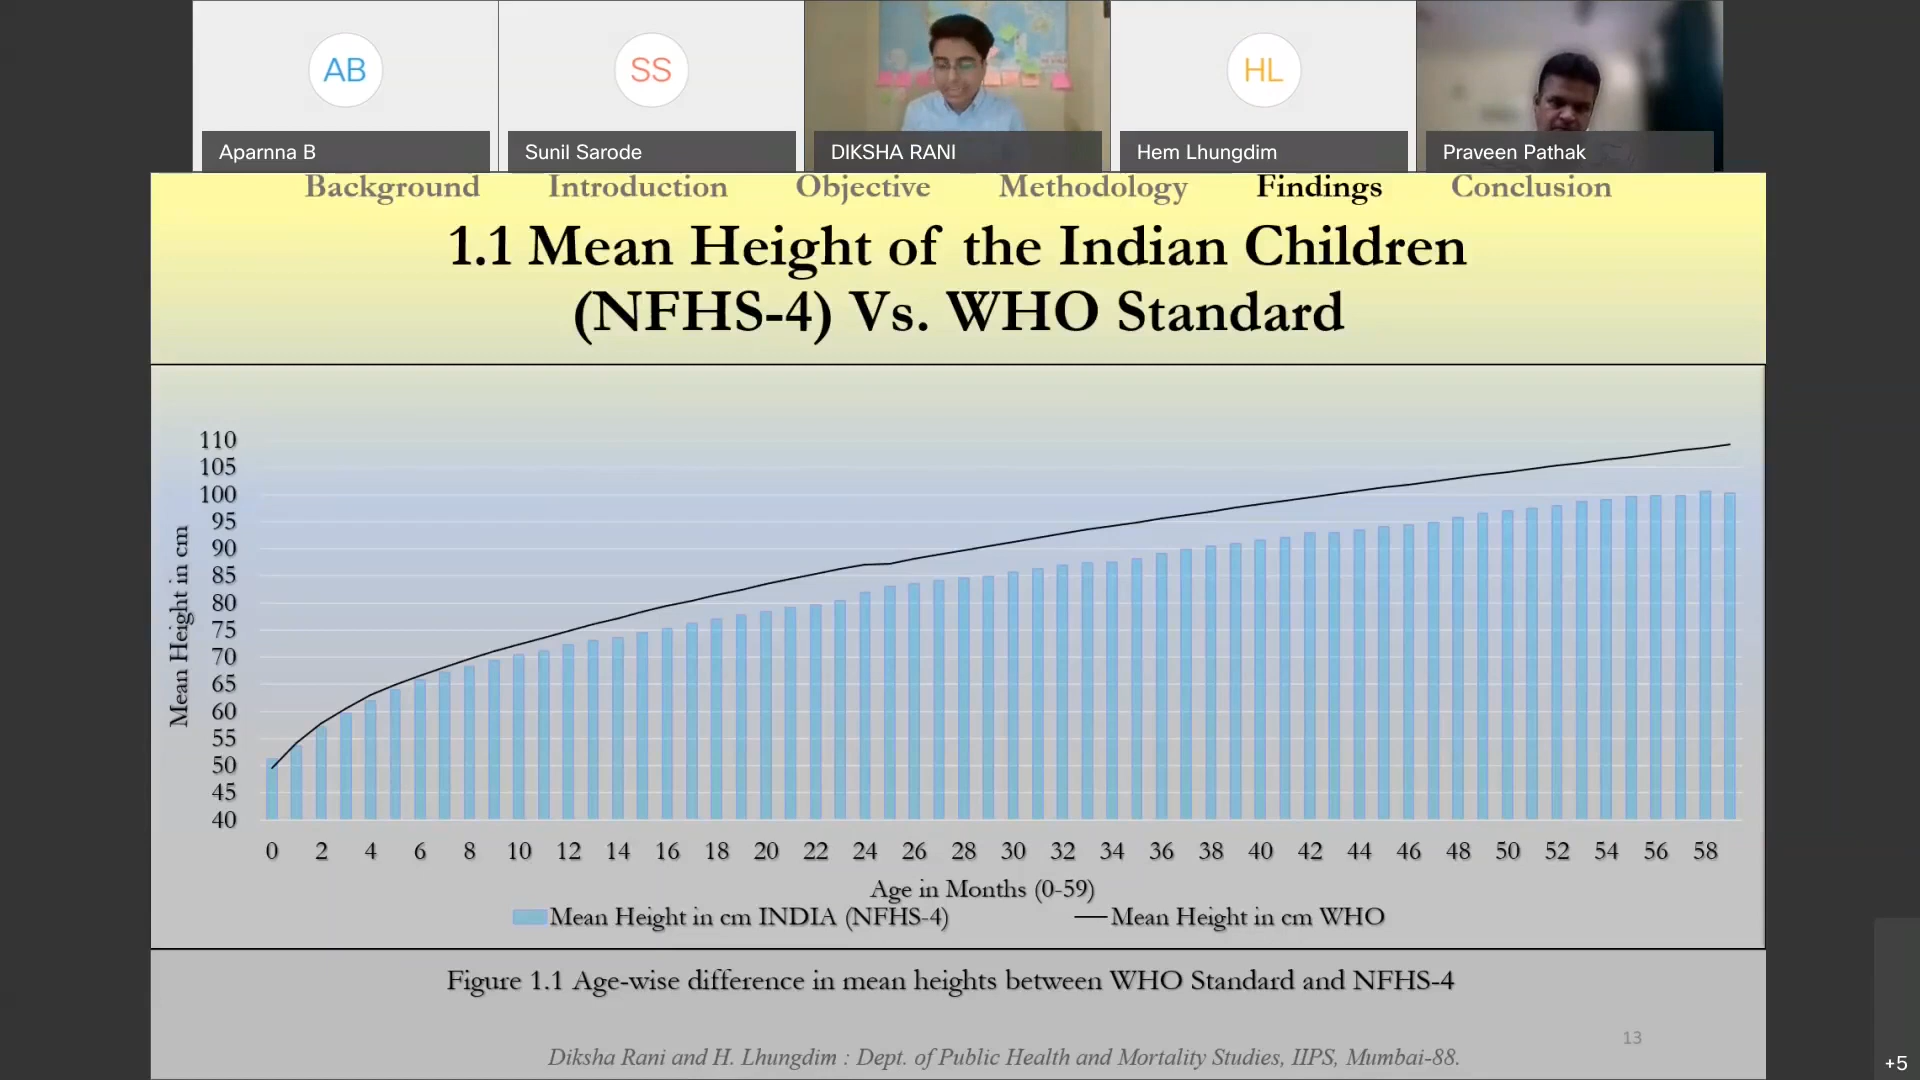 AB
SS
HL
Aparnna B
Sunil Sarode
DIKSHA RANI
Hem Lhungdim
Praveen Pathak
Background Introduction Objective Methodology Findings Conclusion
1.1 Mean Height of the Indian Children
(NFHS-4) Vs. WHO Standard
Mean Height in cm
110
105
100
95
90
85
80
75
70
65
60
55
50
45
40
0 2 4 6 8 10 12 14 16 18 20 22 24 26 28 30 32 34 36 38 40 42 44 46 48 50 52 54 56 58
Age in Months (0-59)
Mean Height in cm INDIA (NFHS-4) Mean Height in cm WHO
Figure 1.1 Age-wise difference in mean heights between WHO Standard and NFHS-4
13
Diksha Rani and H. Lhungdim : Dept. of Public Health and Mortality Studies, IIPS, Mumbai-88.
+5